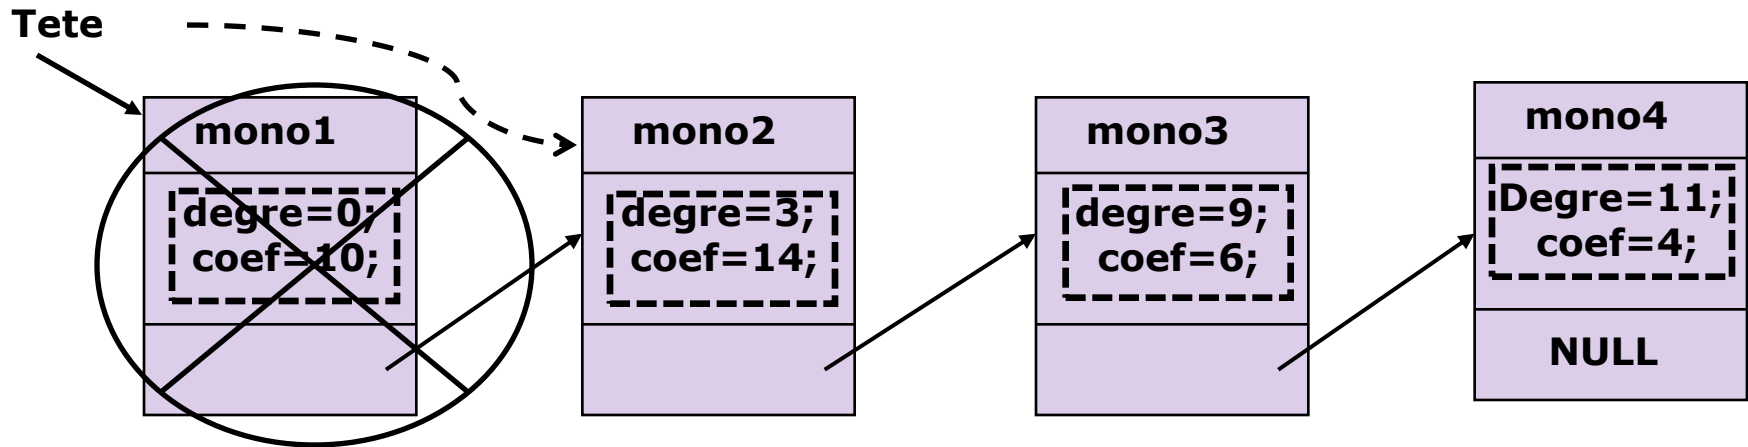 Tete
mono1
degre=0;
coef=10;
mono2
degre=3;
coef=14;
mono3
degre=9;
coef=6;
mono4
Degre=11;
coef=4;
NULL